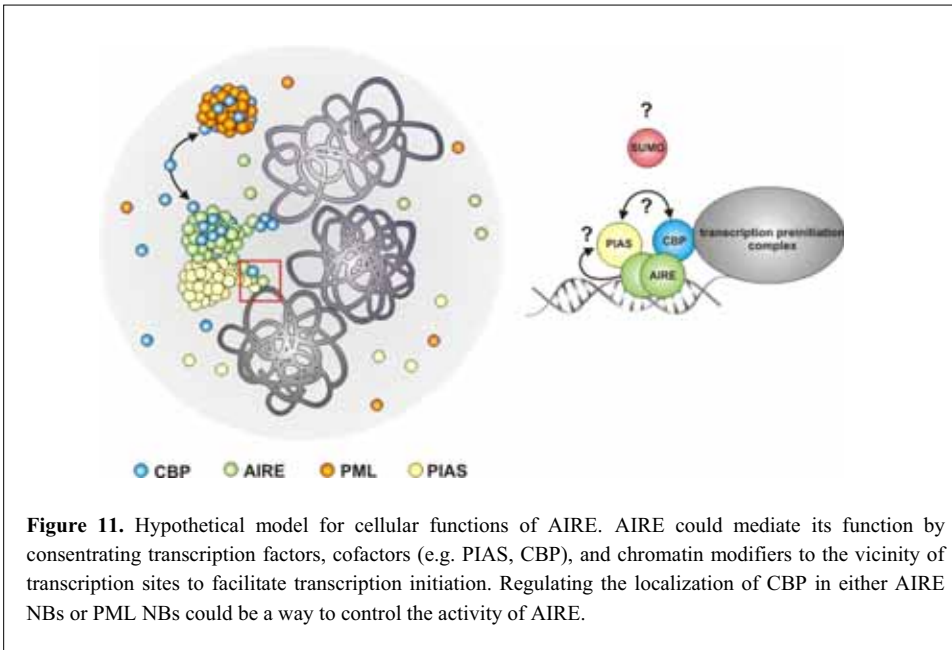 ?
SUMO
?
?
PIAS
CBP
transcription preinitiation
complex
AIRE
CBP AIRE PML PIAS
Figure 11. Hypothetical model for cellular functions of AIRE. AIRE could mediate its function by
consentrating transcription factors, cofactors (e.g. PIAS, CBP), and chromatin modifiers to the vicinity of
transcription sites to facilitate transcription initiation. Regulating the localization of CBP in either AIRE
NBs or PML NBs could be a way to control the activity of AIRE.